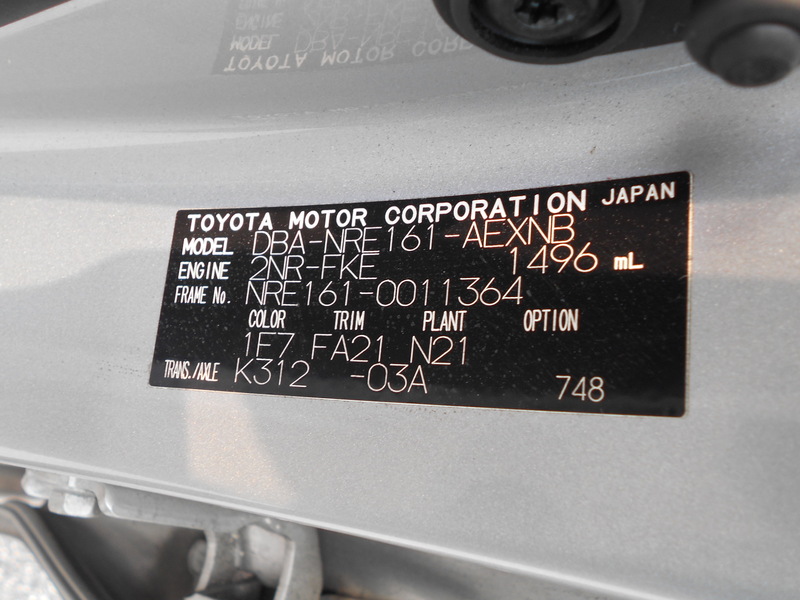 TOYOTA MOTOR CORPORATION JAPAN
MODEL DBA-NRE161-AEXNB
ENGINE 2NR-FKE 1496 mL
FRAME No. NRE161-0011364
COLOR TRIM PLANT OPTION
1F7 FA21 N21
TRANS./AXLE K312 -03A 748